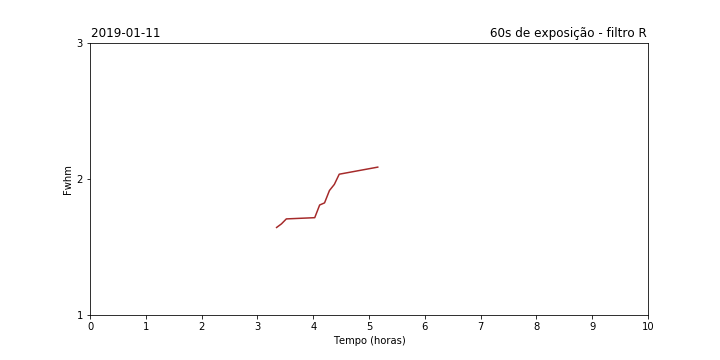 2019-01-11
60s de exposição - filtro R
3
2
1
Fwhm
0 1 2 3 4 5 6 7 8 9 10
Tempo (horas)